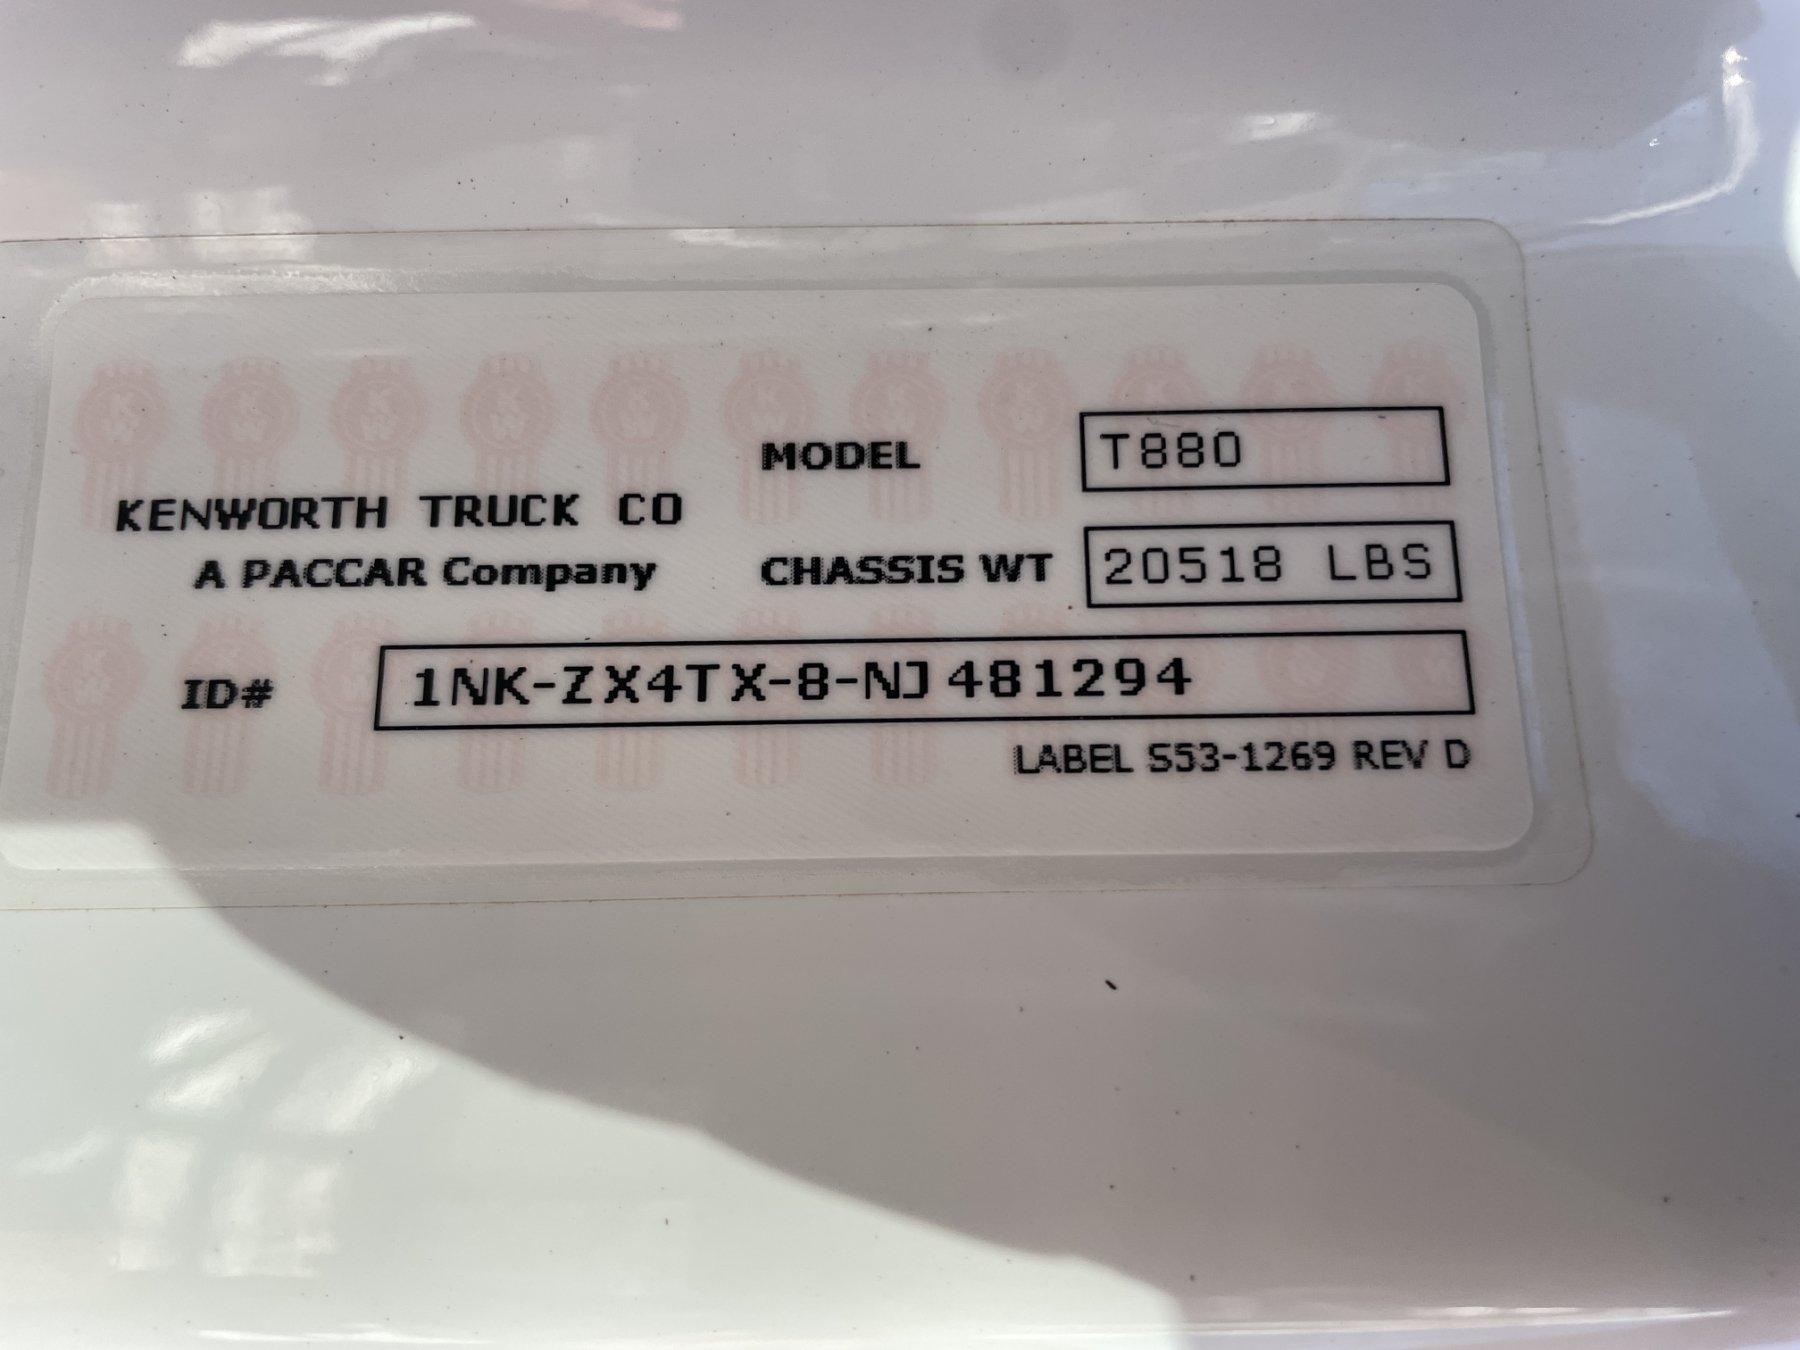 MODEL T880
KENWORTH TRUCK CO
A PACCAR Company
CHASSIS WT 20518 LBS
ID# 1NK-ZX4TX-8-NJ481294
LABEL S53-1269 REV D